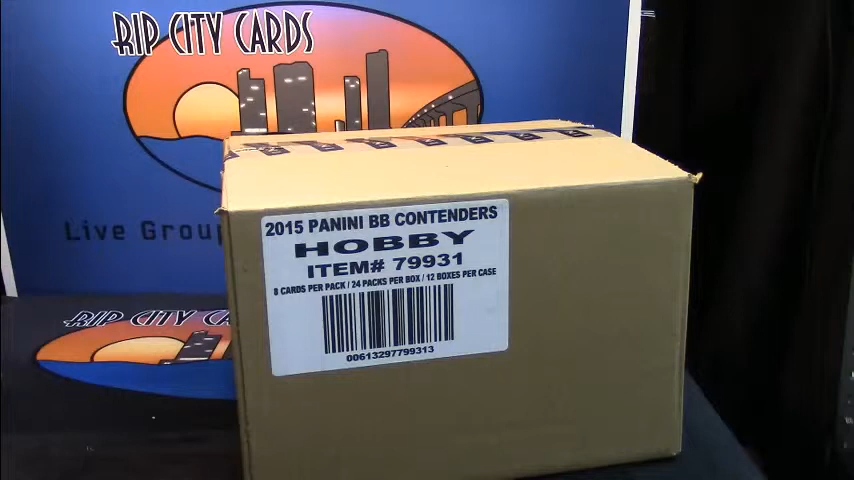 RIP CITY CARDS
Live Group
2015 PANINI BB CONTENDERS
HOBBY
ITEM# 79931
8 CARDS PER PACK / 24 PACKS PER BOX / 12 BOXES PER CASE
00613297799313
RIP CITY CARDS